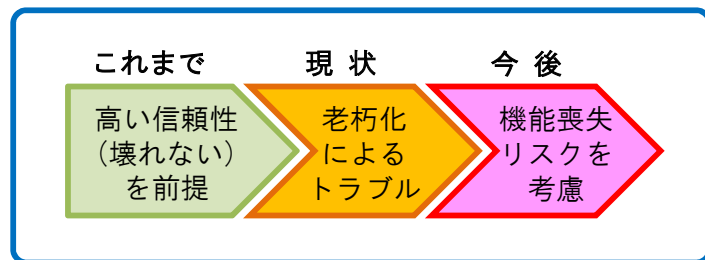 これまで
高い信頼性
（壊れない）
を前提
現 状
老朽化
による
トラブル
今 後
機能喪失
リスクを
考慮